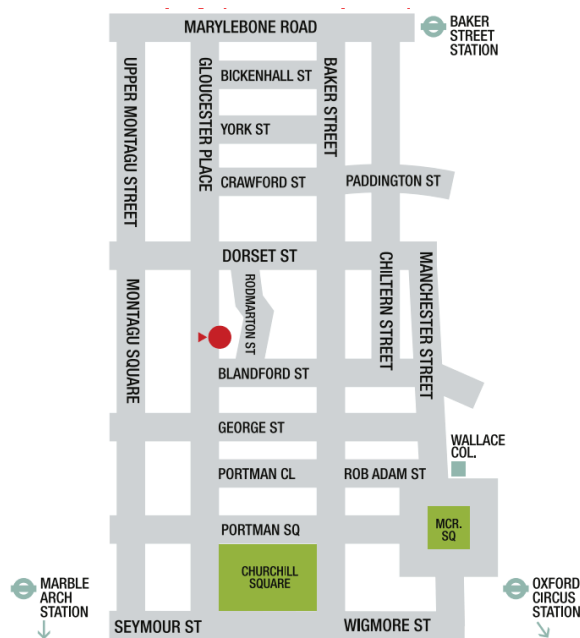 MARYLEBONE ROAD
BAKER
STREET
STATION
UPPER MONTAGU STREET
GLOUCESTER PLACE
BICKENHALL ST
BAKER STREET
YORK ST
CRAWFORD ST
PADDINGTON ST
DORSET ST
MONTAGU SQUARE
RODMARTON ST
CHILTERN STREET
MANCHESTER STREET
BLANDFORD ST
GEORGE ST
WALLACE
COL.
PORTMAN CL
ROB ADAM ST
PORTMAN SQ
MCR.
SQ
CHURCHILL
SQUARE
MARBLE
ARCH
STATION
OXFORD
CIRCUS
STATION
SEYMOUR ST
WIGMORE ST